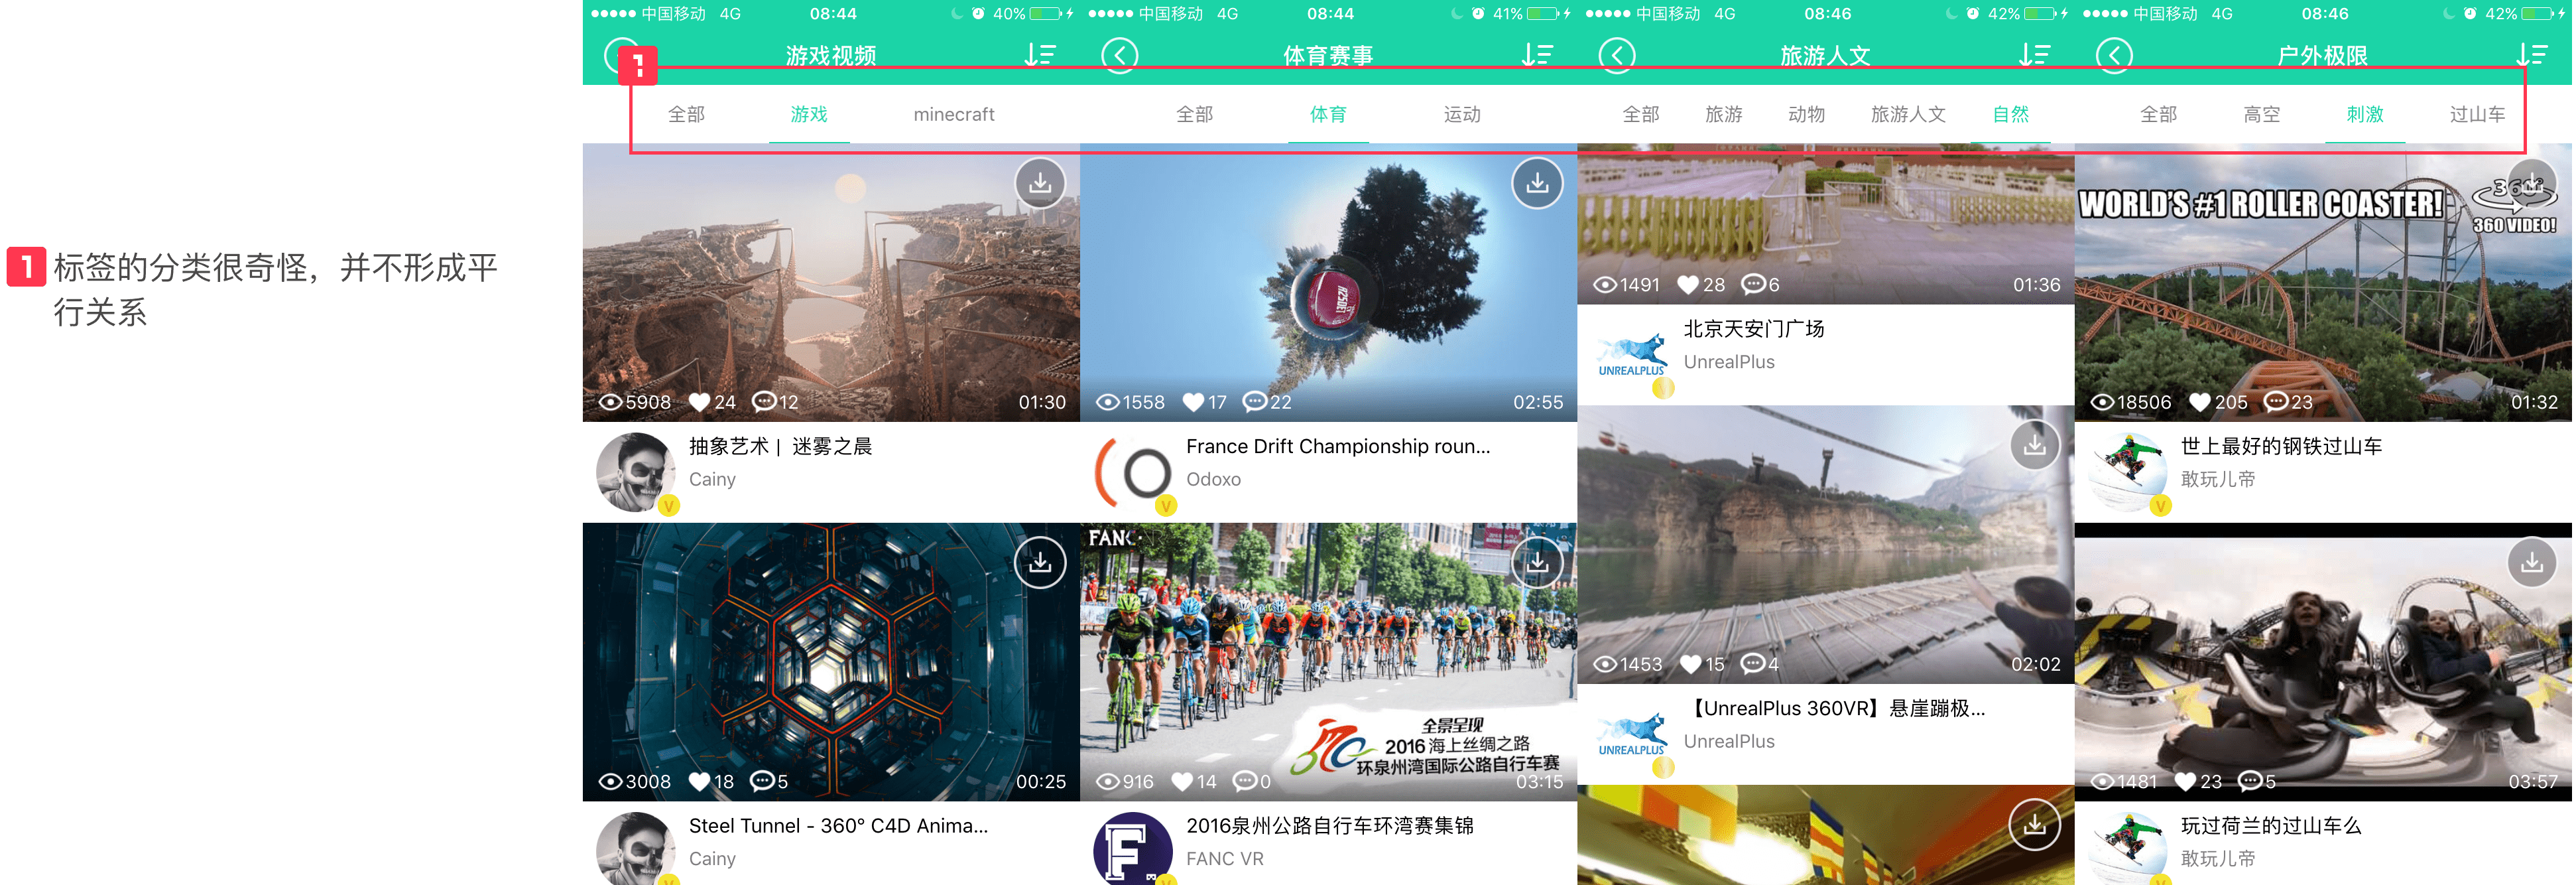 1 标签的分类很奇怪，并不形成平
行关系
中国移动 4G 08:44 40%
游戏视频
1
全部 游戏 minecraft
5908 24 12 01:30
抽象艺术 | 迷雾之晨
Cainy
V
3008 18 5 00:25
Steel Tunnel - 360° C4D Anima...
Cainy
V
中国移动 4G 08:44 41%
体育赛事
全部 体育 运动
1558 17 22 02:55
France Drift Championship roun...
Odoxo
V
FANC
全景呈现
2016 海上丝绸之路
环泉州湾国际公路自行车赛
916 14 0 03:15
2016泉州公路自行车环湾赛集锦
F
FANC VR
V
中国移动 4G 08:46 42%
旅游人文
全部 旅游 动物 旅游人文 自然
1491 28 6 01:36
北京天安门广场
UNREALPLUS
UnrealPlus
1453 15 4 02:02
【UnrealPlus 360VR】悬崖蹦极...
UNREALPLUS
UnrealPlus
中国移动 4G 08:46 42%
户外极限
全部 高空 刺激 过山车
WORLD'S #1 ROLLER COASTER!
360°
360 VIDEO!
18506 205 23 01:32
世上最好的钢铁过山车
敢玩儿帝
V
1481 23 5 03:57
玩过荷兰的过山车么
敢玩儿帝
V